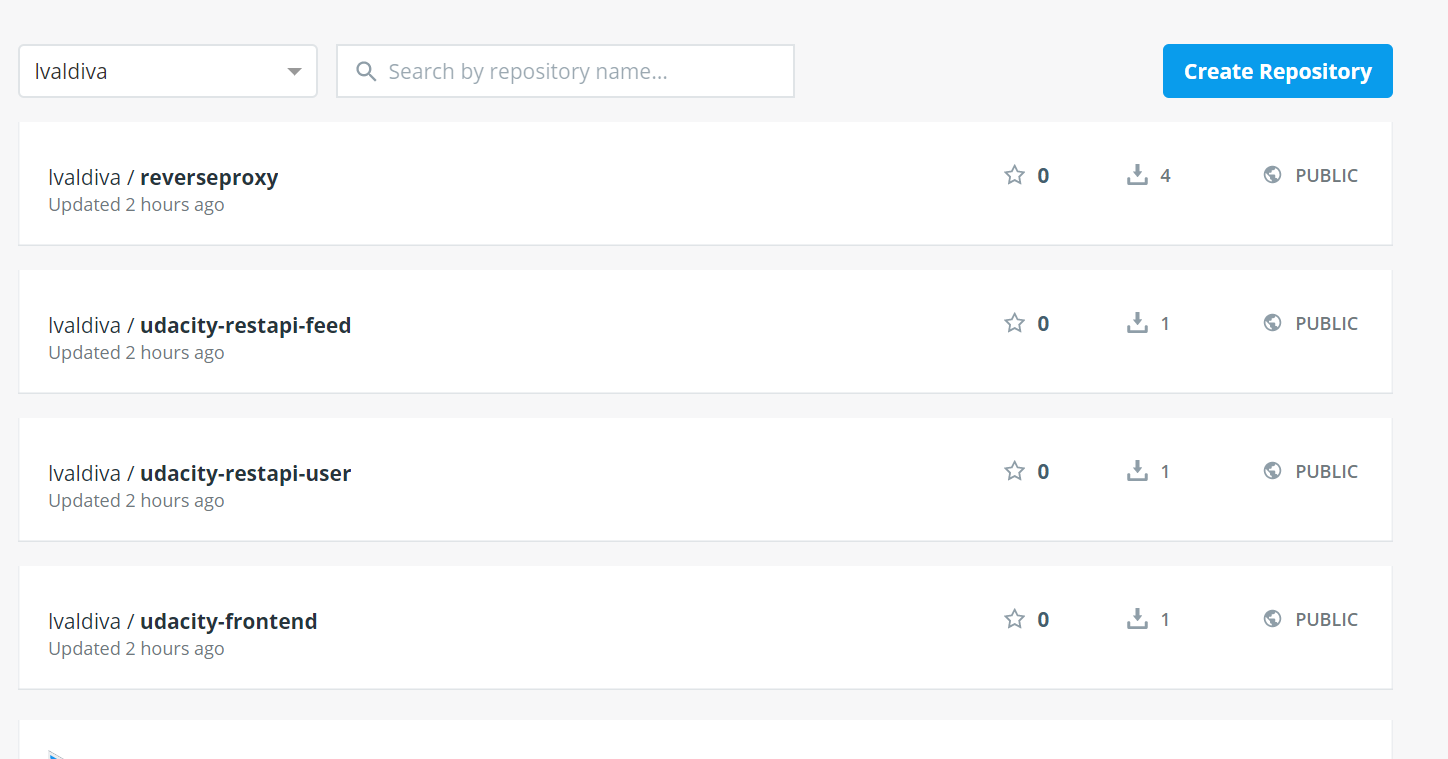 lvaldiva
Search by repository name...
Create Repository
lvaldiva / reverseproxy
Updated 2 hours ago
0
4
PUBLIC
lvaldiva / udacity-restapi-feed
Updated 2 hours ago
0
1
PUBLIC
lvaldiva / udacity-restapi-user
Updated 2 hours ago
0
1
PUBLIC
lvaldiva / udacity-frontend
Updated 2 hours ago
0
1
PUBLIC